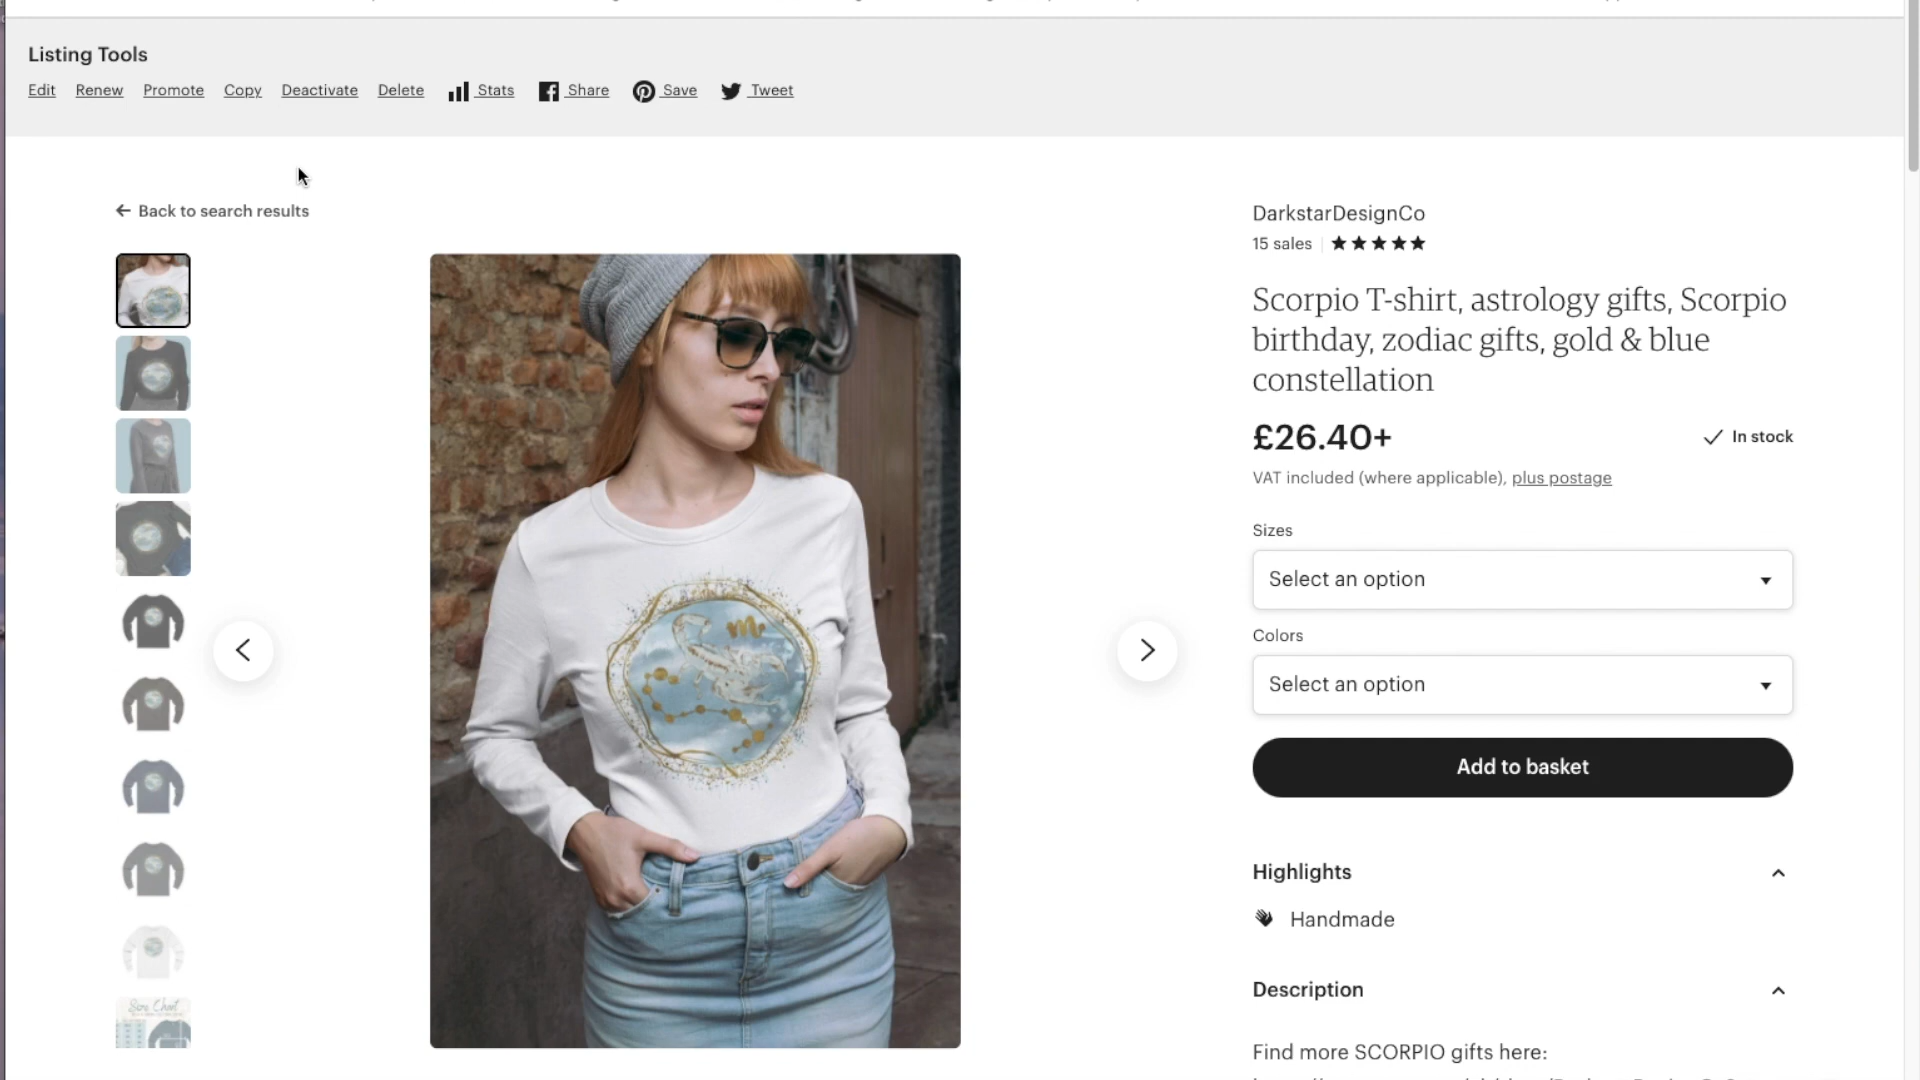 Listing Tools
Edit Renew Promote Copy Deactivate Delete Stats Share Save Tweet
Back to search results
DarkstarDesignCo
15 sales
Scorpio T-shirt, astrology gifts, Scorpio
birthday, zodiac gifts, gold & blue
constellation
£26.40+
In stock
VAT included (where applicable), plus postage
Sizes
Select an option
Colors
Select an option
Add to basket
Highlights
Handmade
Description
Size Chart
Find more SCORPIO gifts here: